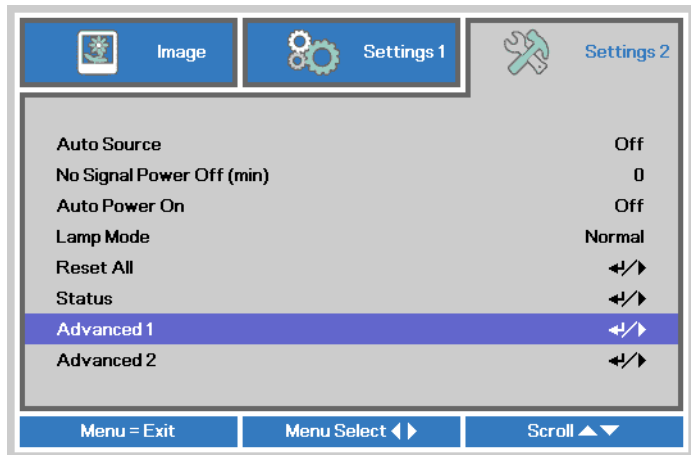 Image Settings 1 Settings 2
Auto Source Off
No Signal Power Off (min) 0
Auto Power On Off
Lamp Mode Normal
Reset All ↵/▶
Status ↵/▶
Advanced 1 ↵/▶
Advanced 2 ↵/▶
Menu = Exit Menu Select ◀▶ Scroll ▲▼